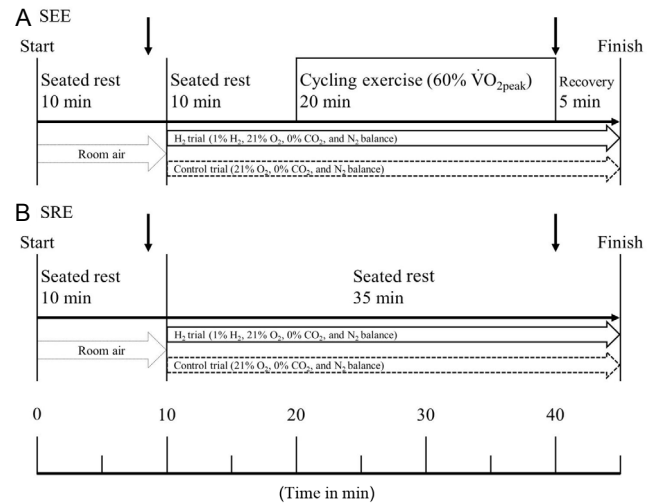 A SEE
Start
Finish
Seated rest
10 min
Seated rest
10 min
Cycling exercise (60% V̇O₂peak)
20 min
Recovery
5 min
Room air
H₂ trial (1% H₂, 21% O₂, 0% CO₂, and N₂ balance)
Control trial (21% O₂, 0% CO₂, and N₂ balance)
B SRE
Start
Finish
Seated rest
10 min
Seated rest
35 min
Room air
H₂ trial (1% H₂, 21% O₂, 0% CO₂, and N₂ balance)
Control trial (21% O₂, 0% CO₂, and N₂ balance)
0 10 20 30 40
(Time in min)